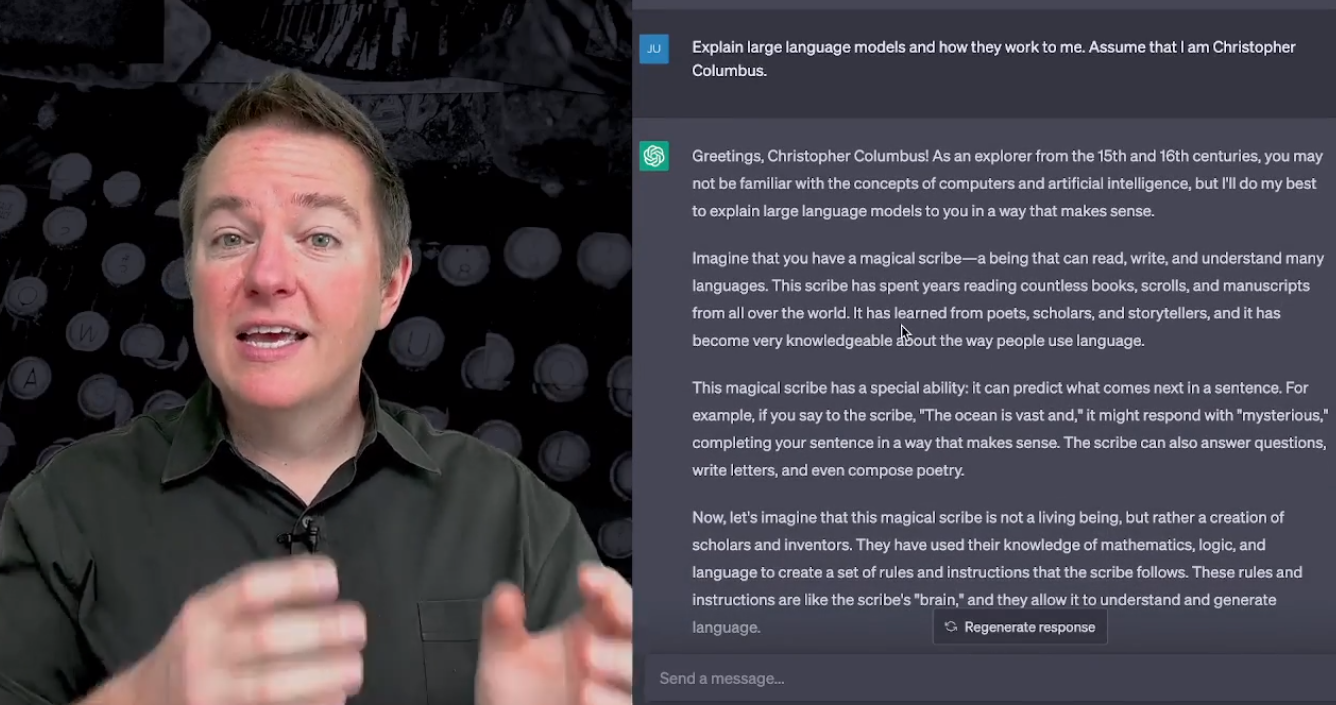 JU
Explain large language models and how they work to me. Assume that I am Christopher
Columbus.
Greetings, Christopher Columbus! As an explorer from the 15th and 16th centuries, you may
not be familiar with the concepts of computers and artificial intelligence, but I'll do my best
to explain large language models to you in a way that makes sense.
Imagine that you have a magical scribe—a being that can read, write, and understand many
languages. This scribe has spent years reading countless books, scrolls, and manuscripts
from all over the world. It has learned from poets, scholars, and storytellers, and it has
become very knowledgeable about the way people use language.
This magical scribe has a special ability: it can predict what comes next in a sentence. For
example, if you say to the scribe, "The ocean is vast and," it might respond with "mysterious,"
completing your sentence in a way that makes sense. The scribe can also answer questions,
write letters, and even compose poetry.
Now, let's imagine that this magical scribe is not a living being, but rather a creation of
scholars and inventors. They have used their knowledge of mathematics, logic, and
language to create a set of rules and instructions that the scribe follows. These rules and
instructions are like the scribe's "brain," and they allow it to understand and generate
language.
Regenerate response
Send a message...
W
U
A